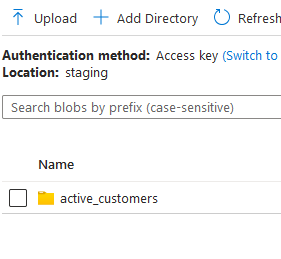 Upload Add Directory Refresh
Authentication method: Access key (Switch to
Location: staging
Search blobs by prefix (case-sensitive)
Name
active_customers